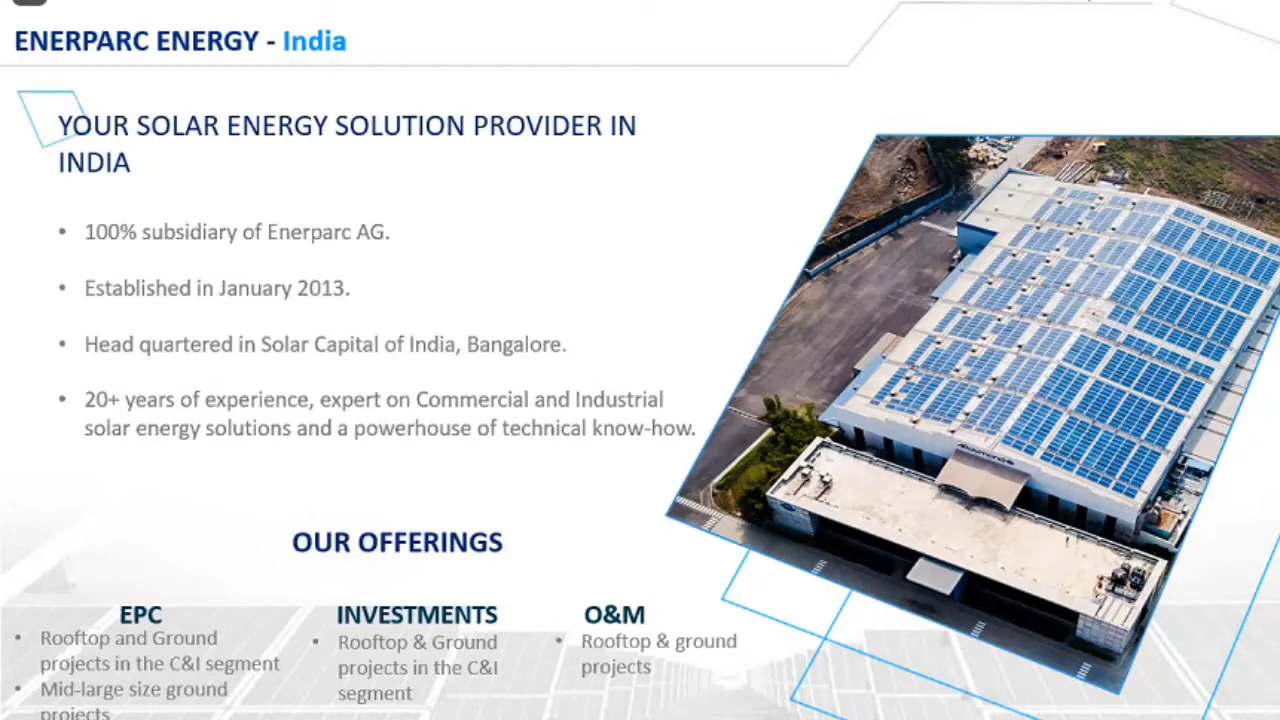 ENERPARC ENERGY - India
YOUR SOLAR ENERGY SOLUTION PROVIDER IN
INDIA
• 100% subsidiary of Enerparc AG.
• Established in January 2013.
• Head quartered in Solar Capital of India, Bangalore.
• 20+ years of experience, expert on Commercial and Industrial
solar energy solutions and a powerhouse of technical know-how.
OUR OFFERINGS
EPC
• Rooftop and Ground
projects in the C&I segment
• Mid-large size ground
projects
INVESTMENTS
• Rooftop & Ground
projects in the C&I
segment
O&M
• Rooftop & ground
projects